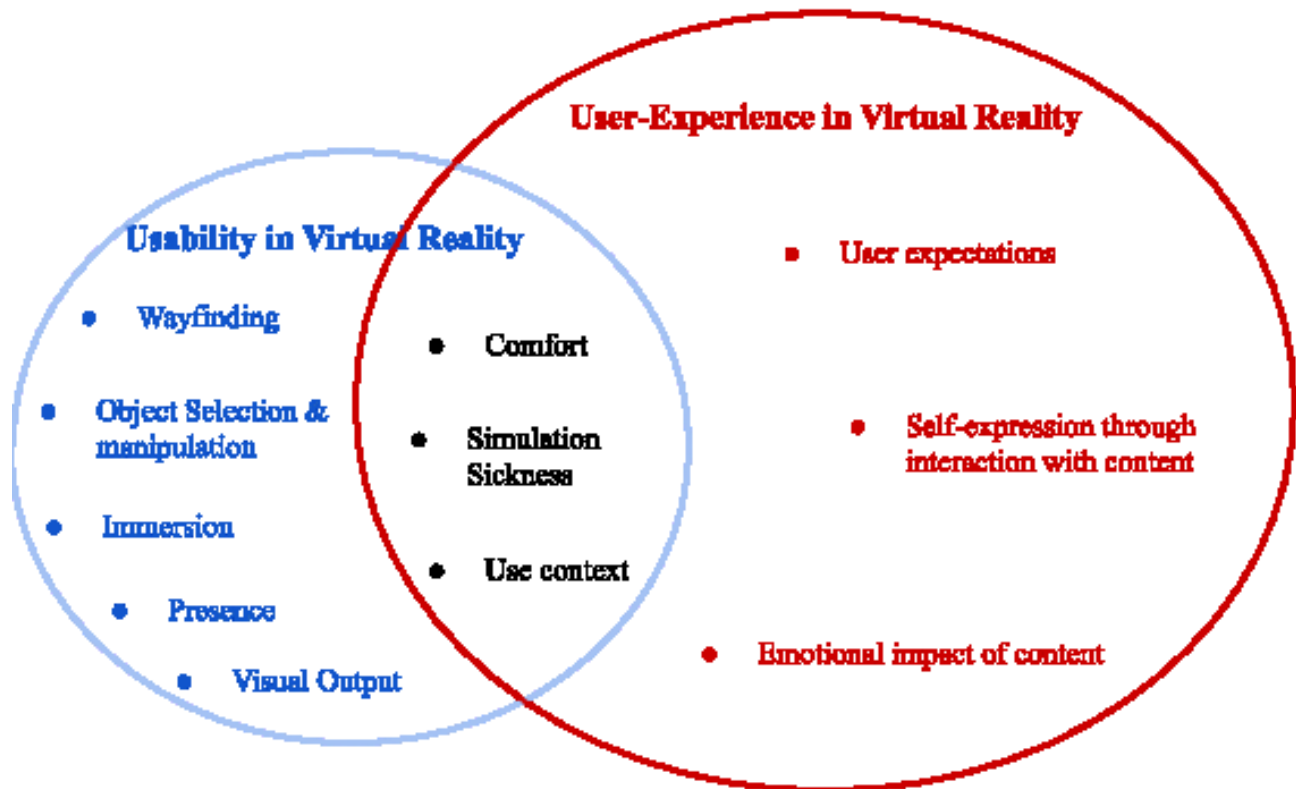 User-Experience in Virtual Reality
Usability in Virtual Reality
• Wayfinding
• Object Selection &
manipulation
• Immersion
• Presence
• Visual Output
• Comfort
• Simulation
Sickness
• Use context
• User expectations
• Self-expression through
interaction with content
• Emotional impact of content